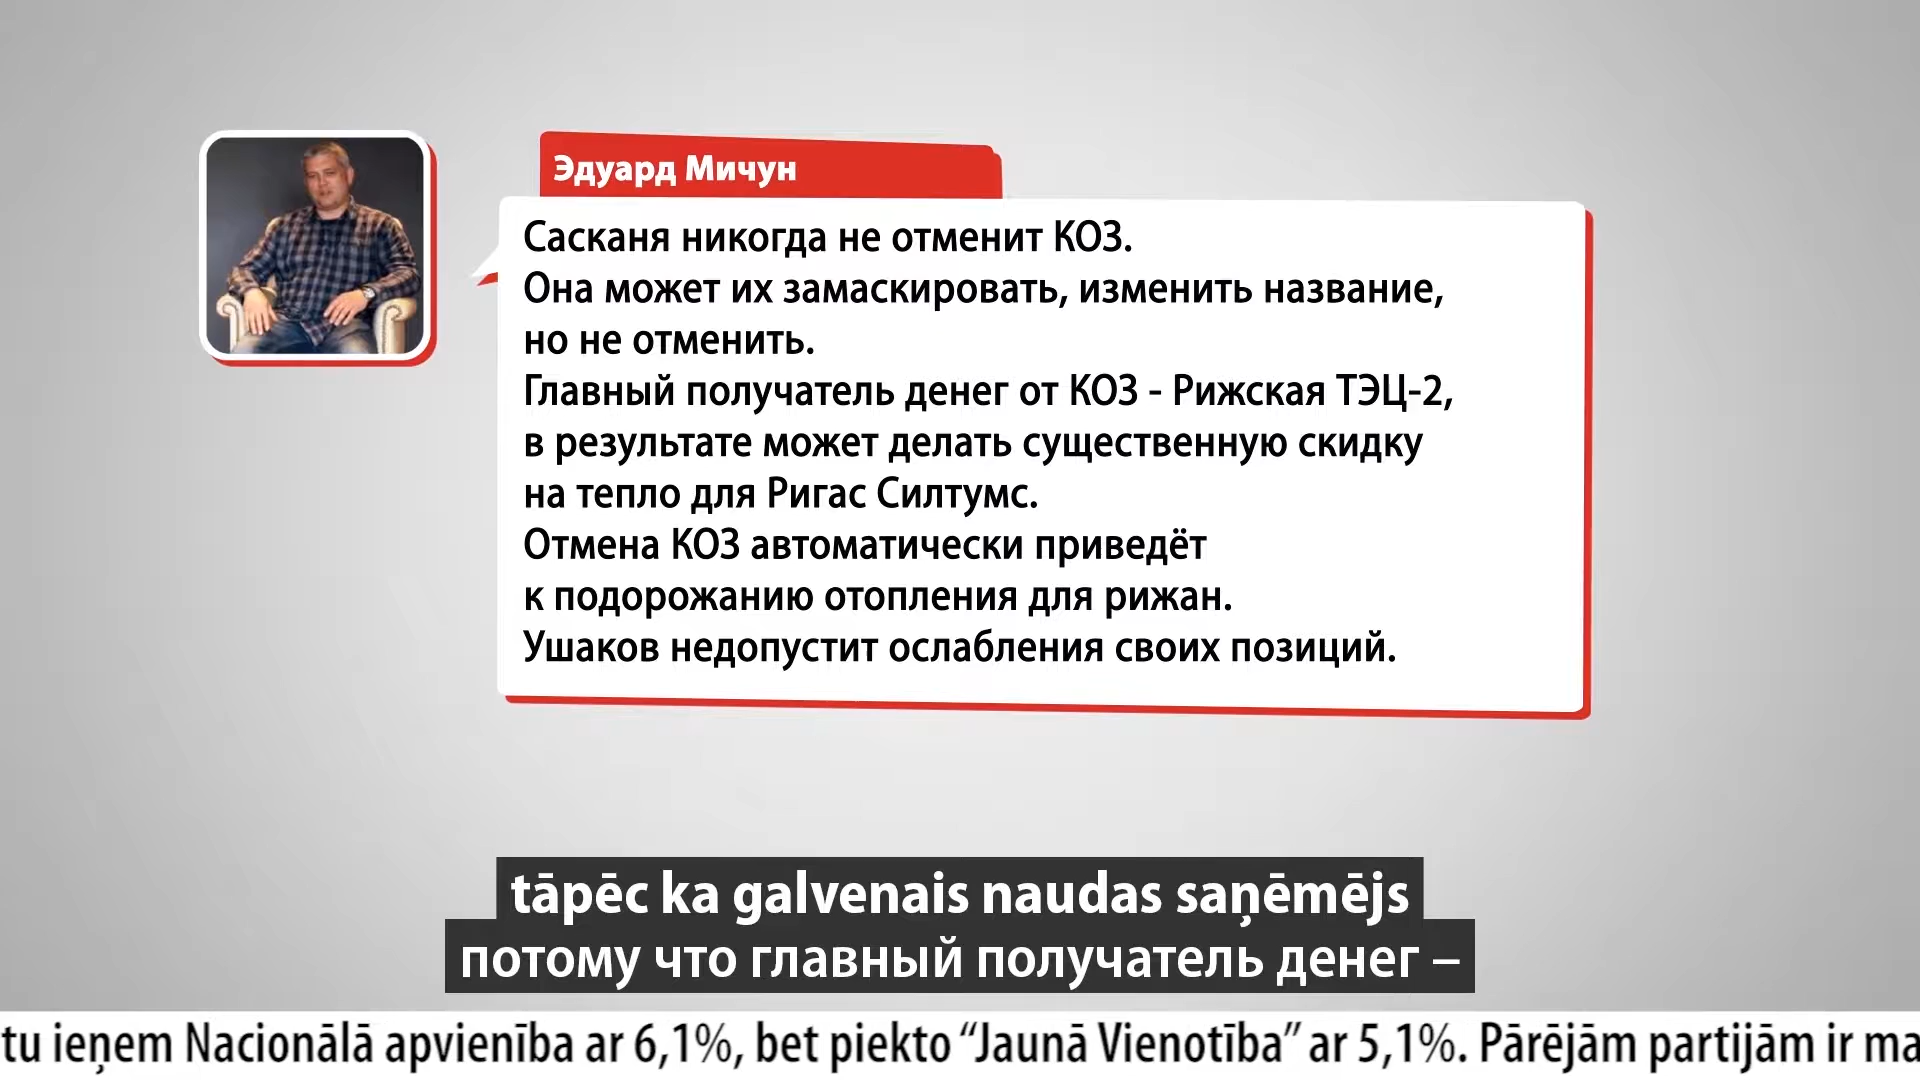 Эдуард Мичун
Сасканя никогда не отменит КОЗ.
Она может их замаскировать, изменить название,
но не отменить.
Главный получатель денег от КОЗ - Рижская ТЭЦ-2,
в результате может делать существенную скидку
на тепло для Ригас Силтумс.
Отмена КОЗ автоматически приведёт
к подорожанию отопления для рижан.
Ушаков недопустит ослабления своих позиций.
tāpēc ka galvenais naudas saņēmējs
потому что главный получатель денег –
tu ieņem Nacionālā apvienība ar 6,1%, bet piekto “Jaunā Vienotība” ar 5,1%. Pārējām partijām ir ma